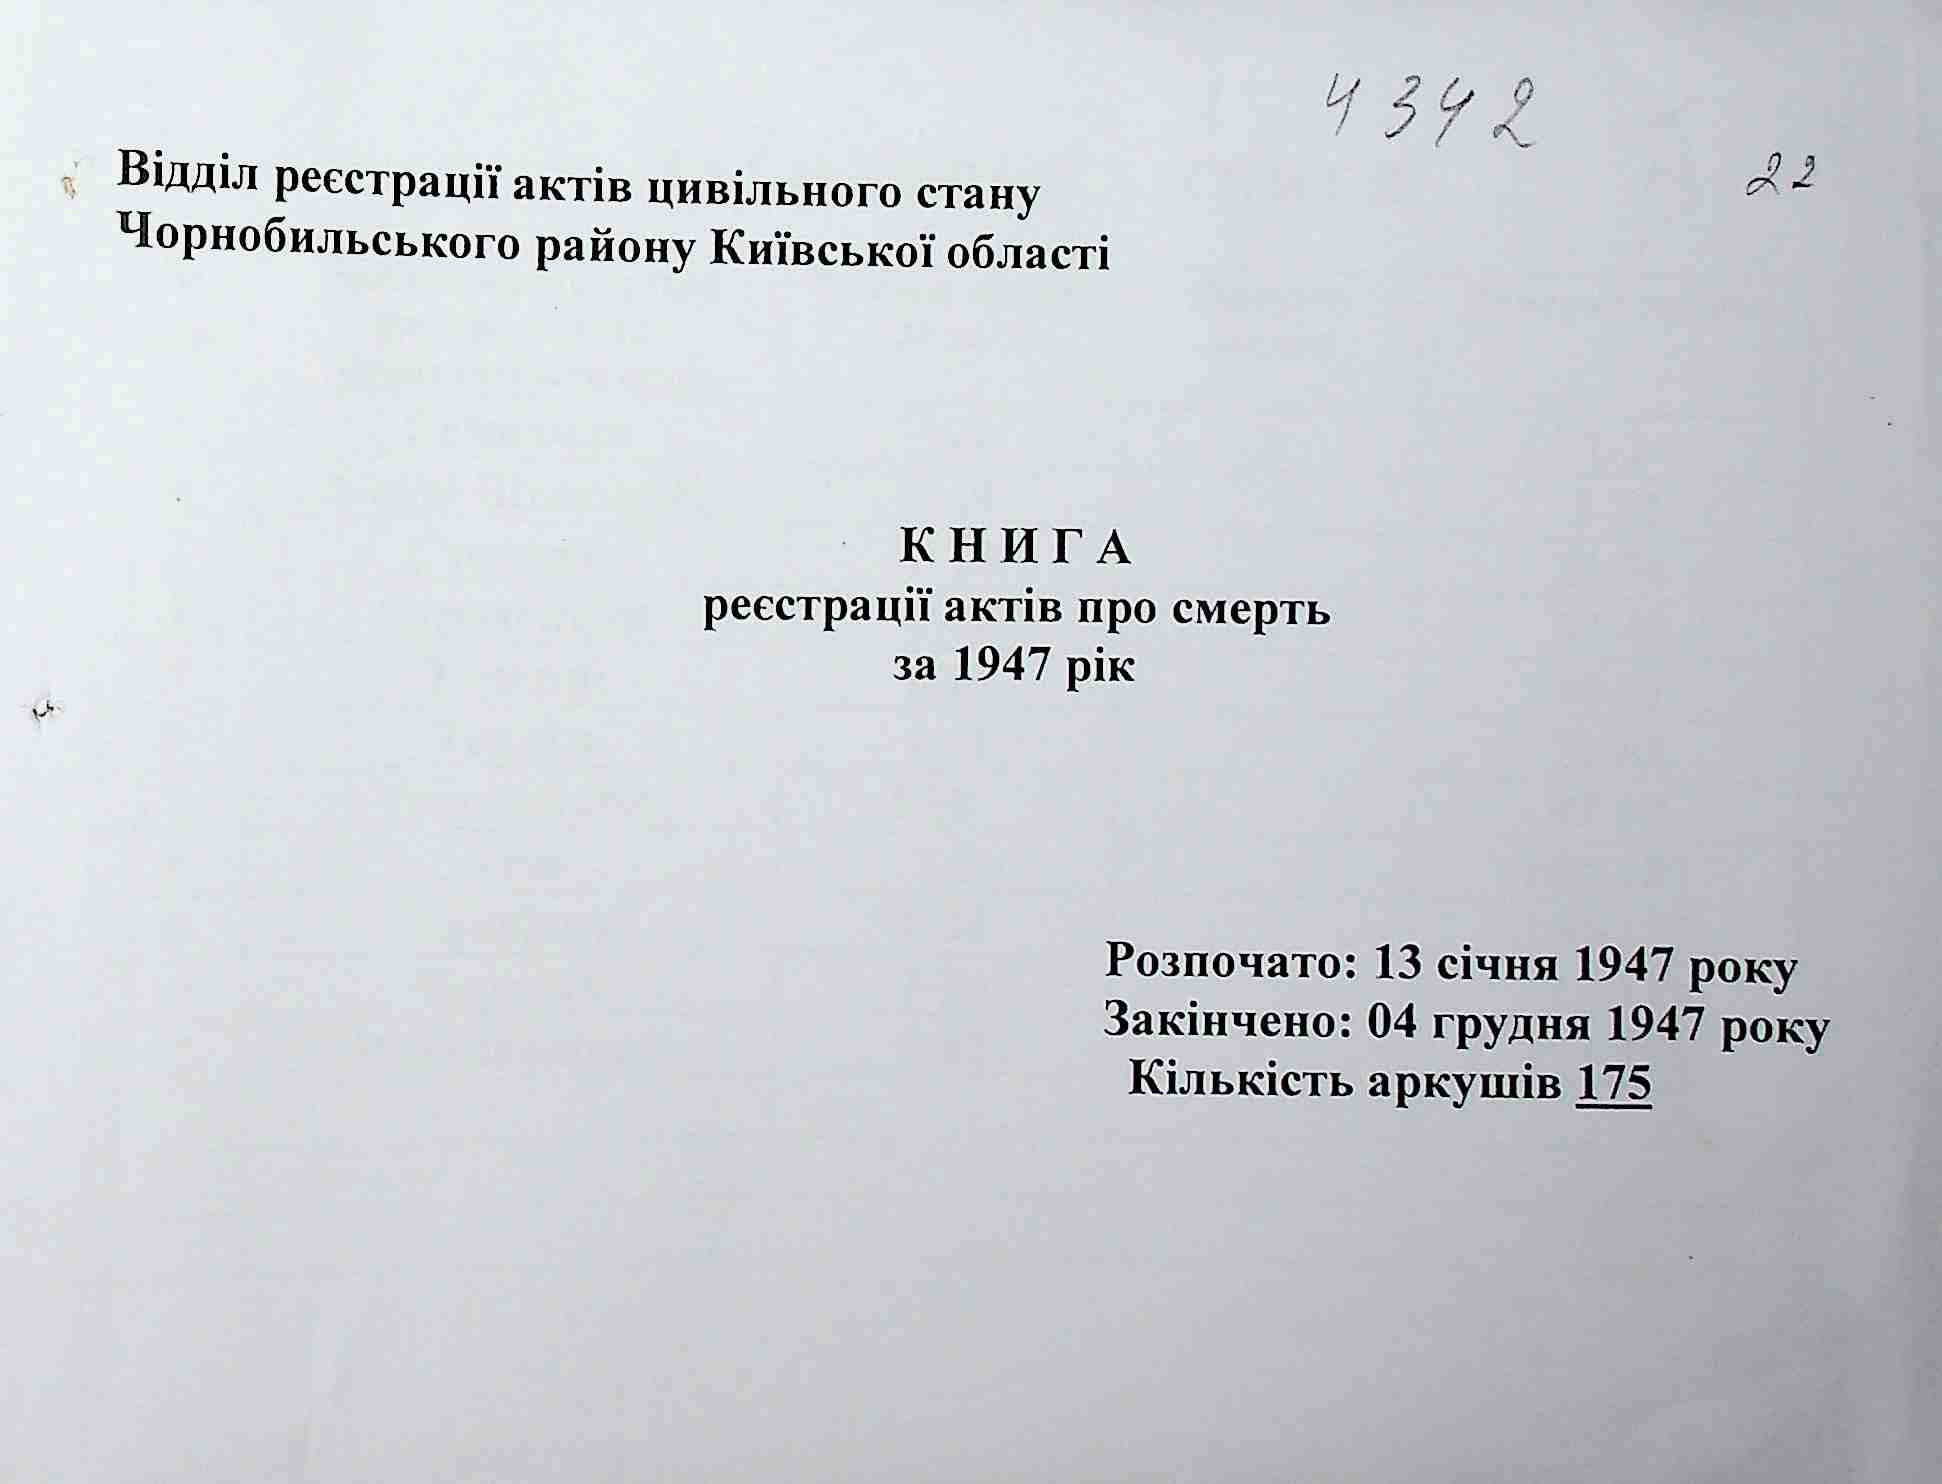 4342
22
Відділ реєстрації актів цивільного стану
Чорнобильського району Київської області
К Н И Г А
реєстрації актів про смерть
за 1947 рік
Розпочато: 13 січня 1947 року
Закінчено: 04 грудня 1947 року
Кількість аркушів 175